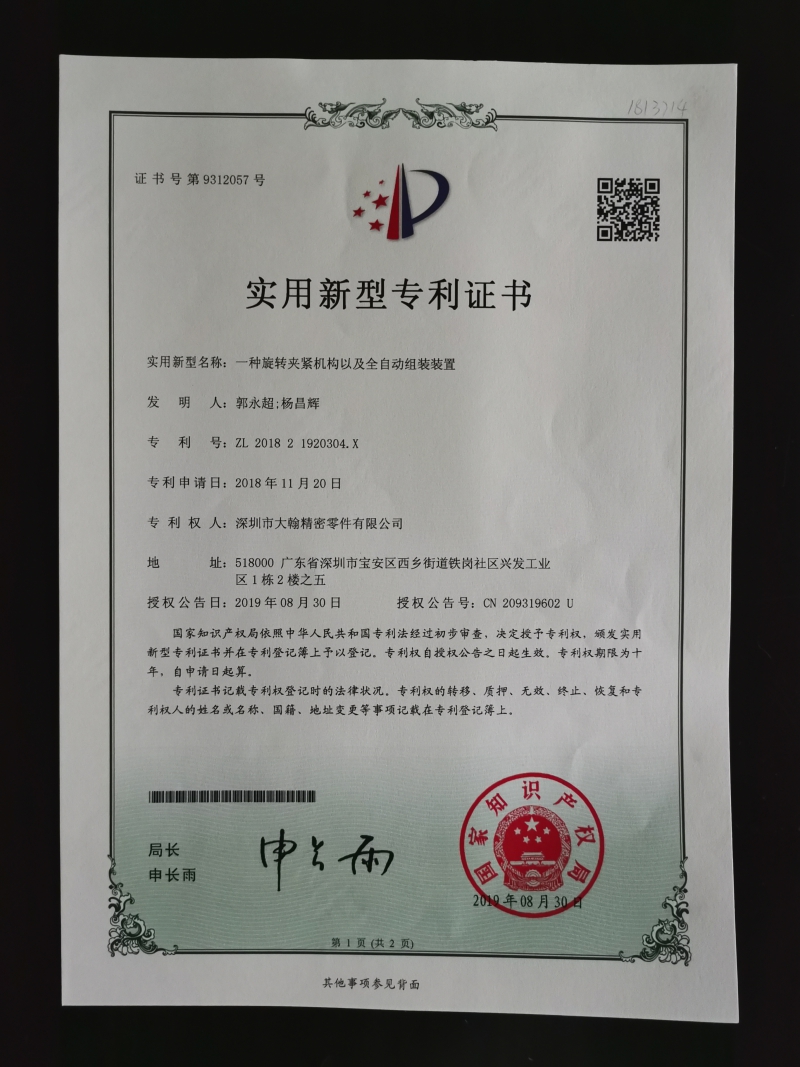 1813714
证书号第9312057号
实用新型专利证书
实用新型名称：一种旋转夹紧机构以及全自动组装装置
发明人：郭永超;杨昌辉
专利号：ZL 2018 2 1920304.X
专利申请日：2018年11月20日
专利权人：深圳市大翰精密零件有限公司
地址：518000 广东省深圳市宝安区西乡街道铁岗社区兴发工业
区1栋2楼之五
授权公告日：2019年08月30日 授权公告号：CN 209319602 U
国家知识产权局依照中华人民共和国专利法经过初步审查，决定授予专利权，颁发实用
新型专利证书并在专利登记簿上予以登记。专利权自授权公告之日起生效。专利权期限为十
年，自申请日起算。
专利证书记载专利权登记时的法律状况。专利权的转移、质押、无效、终止、恢复和专
利权人的姓名或名称、国籍、地址变更等事项记载在专利登记簿上。
局长
申长雨
申长雨
国家知识产权局
2019年08月30日
第1页(共2页)
其他事项参见背面